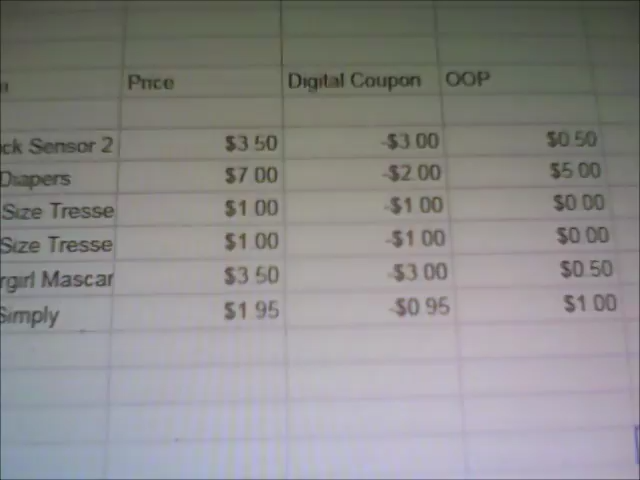 Price Digital Coupon OOP
ck Sensor 2 $3.50 -$3.00 $0.50
Diapers $7.00 -$2.00 $5.00
Size Tresse $1.00 -$1.00 $0.00
Size Tresse $1.00 -$1.00 $0.00
rgirl Mascar $3.50 -$3.00 $0.50
Simply $1.95 -$0.95 $1.00